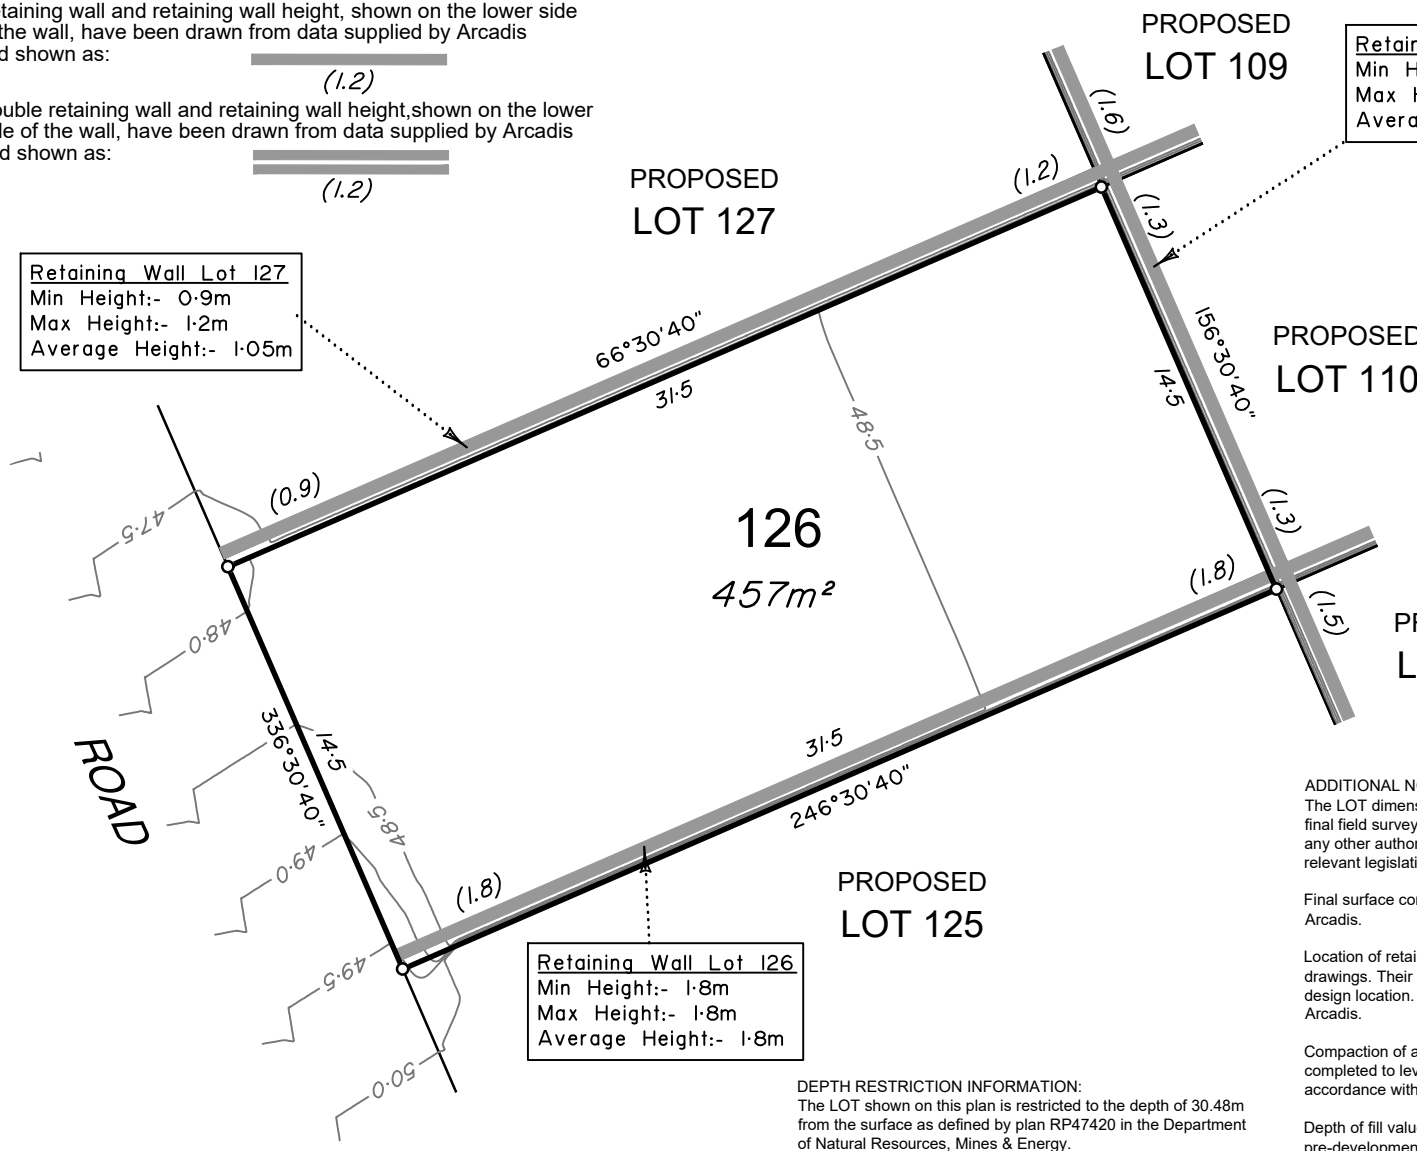 etaining wall and retaining wall height, shown on the lower side
the wall, have been drawn from data supplied by Arcadis
d shown as:
(1.2)
ouble retaining wall and retaining wall height,shown on the lower
le of the wall, have been drawn from data supplied by Arcadis
d shown as:
(1.2)
PROPOSED
LOT 109
Retain
Min H
Max H
Avera
(1.6)
PROPOSED
LOT 127
(1.2)
(1.3)
Retaining Wall Lot 127
Min Height:- 0·9m
Max Height:- 1·2m
Average Height:- 1·05m
66°30'40"
31·5
156°30'40"
14·5
PROPOSED
LOT 110
48·5
(0.9)
47·5
126
457m²
(1.3)
(1.8)
(1.5)
48·0
PR
L
ROAD
336°30'40"
14·5
48·5
49·0
31·5
246°30'40"
(1.8)
PROPOSED
LOT 125
49·5
50·0
Retaining Wall Lot 126
Min Height:- 1·8m
Max Height:- 1·8m
Average Height:- 1·8m
ADDITIONAL NO
The LOT dimens
final field survey
any other author
relevant legislati
Final surface con
Arcadis.
Location of retai
drawings. Their
design location.
Arcadis.
Compaction of a
completed to lev
accordance with
Depth of fill valu
pre-developmen
DEPTH RESTRICTION INFORMATION:
The LOT shown on this plan is restricted to the depth of 30.48m
from the surface as defined by plan RP47420 in the Department
of Natural Resources, Mines & Energy.